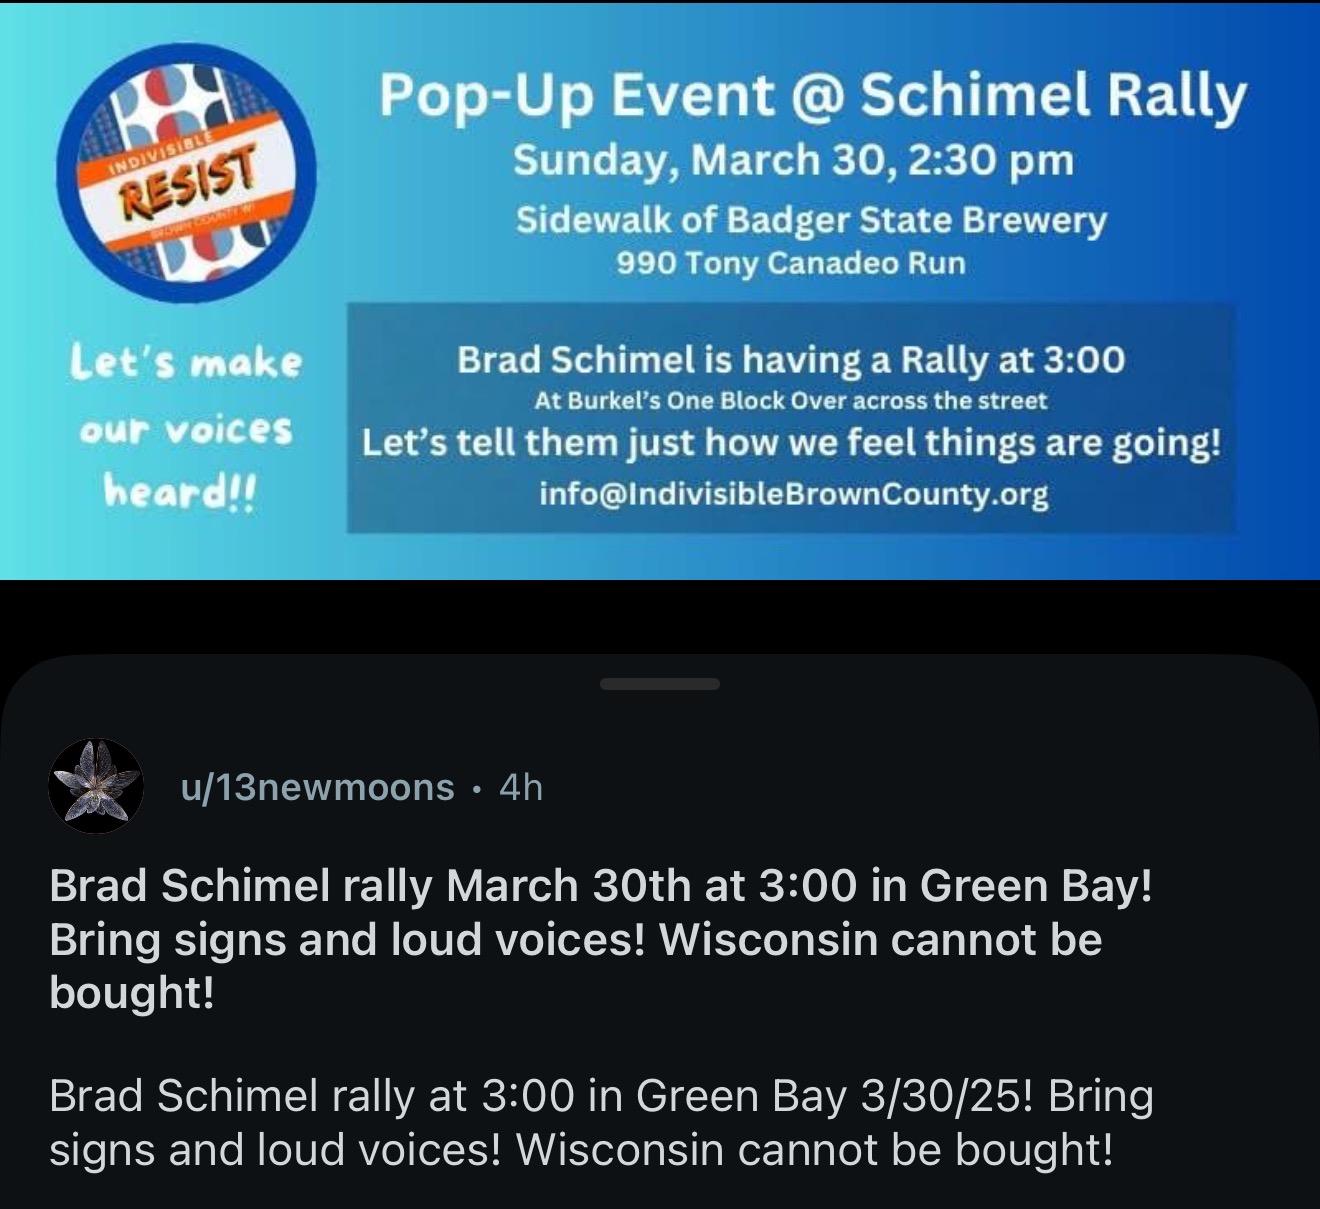 INDIVISIBLE
RESIST
BROWN COUNTY WI
Let's make
our voices
heard!!
Pop-Up Event @ Schimel Rally
Sunday, March 30, 2:30 pm
Sidewalk of Badger State Brewery
990 Tony Canadeo Run
Brad Schimel is having a Rally at 3:00
At Burkel's One Block Over across the street
Let's tell them just how we feel things are going!
info@IndivisibleBrownCounty.org
u/13newmoons • 4h
Brad Schimel rally March 30th at 3:00 in Green Bay!
Bring signs and loud voices! Wisconsin cannot be
bought!
Brad Schimel rally at 3:00 in Green Bay 3/30/25! Bring
signs and loud voices! Wisconsin cannot be bought!